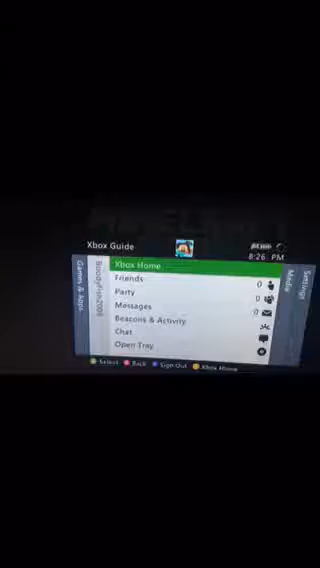 Xbox Guide
8:26 PM
Games & Apps
Xbox Home
Friends
0
Party
0
Messages
0
Beacons & Activity
Chat
Open Tray
Media
Settings
Select
Back
Sign Out
Xbox Home